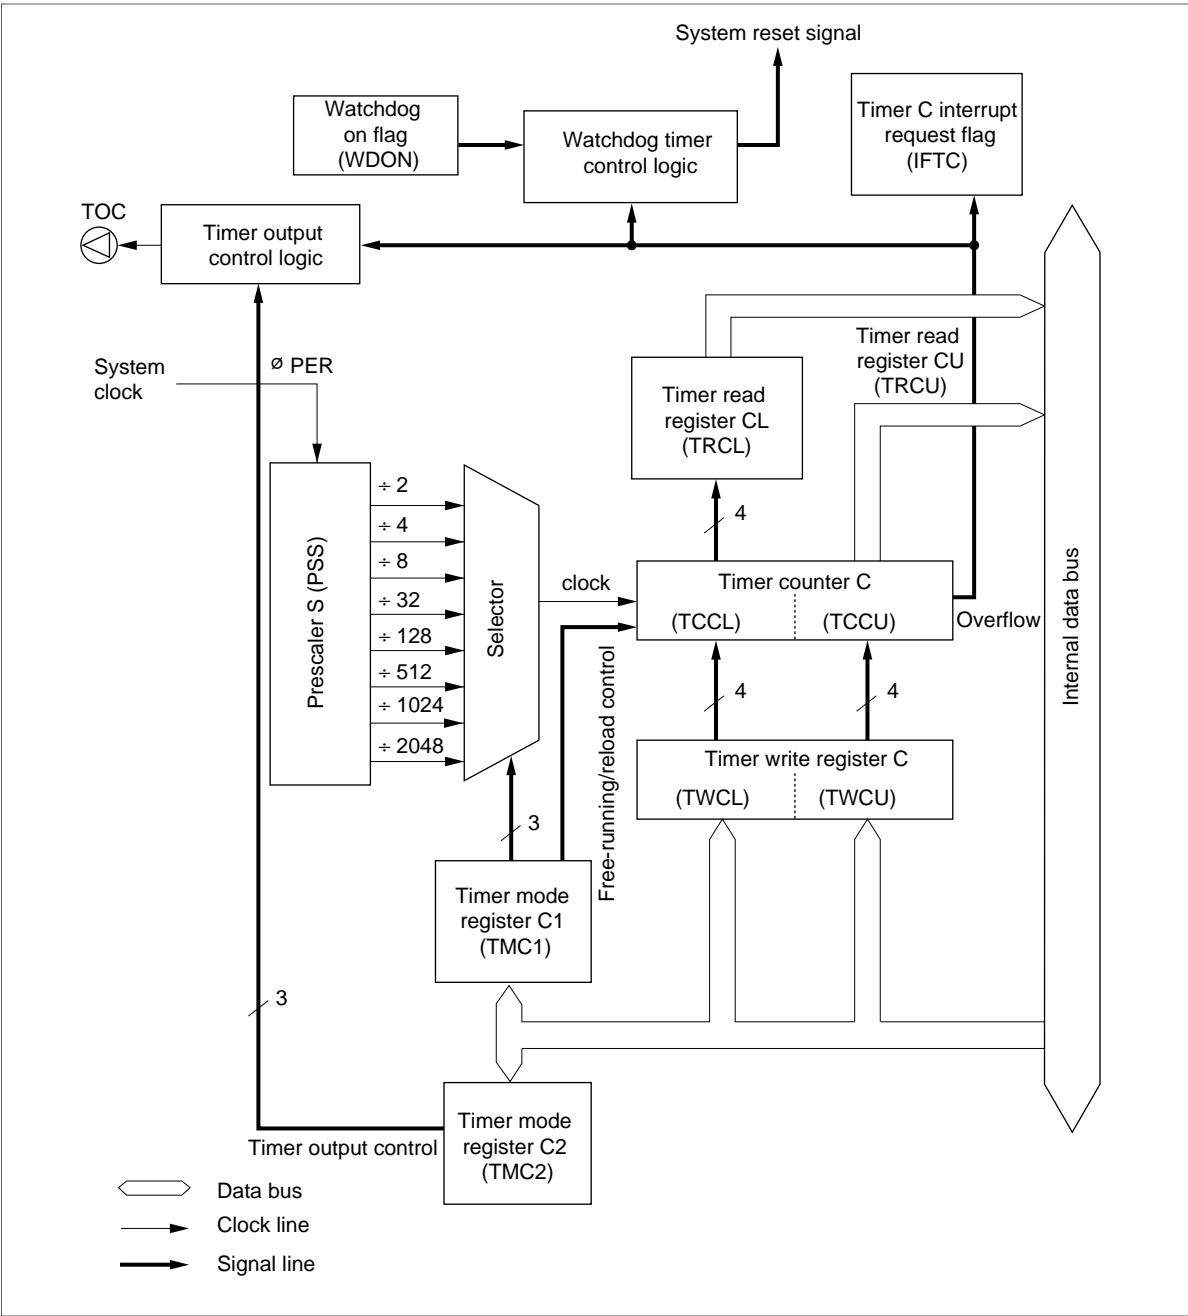 System reset signal
Watchdog
on flag
(WDON)
Watchdog timer
control logic
Timer C interrupt
request flag
(IFTC)
TOC
Timer output
control logic
System
clock
ø PER
Timer read
register CU
(TRCU)
Timer read
register CL
(TRCL)
Prescaler S (PSS)
÷ 2
÷ 4
÷ 8
÷ 32
÷ 128
÷ 512
÷ 1024
÷ 2048
Selector
clock
4
Timer counter C
(TCCL)
(TCCU)
Overflow
Internal data bus
Free-running/reload control
4
4
Timer write register C
(TWCL)
(TWCU)
3
Timer mode
register C1
(TMC1)
3
Timer mode
register C2
(TMC2)
Timer output control
Data bus
Clock line
Signal line